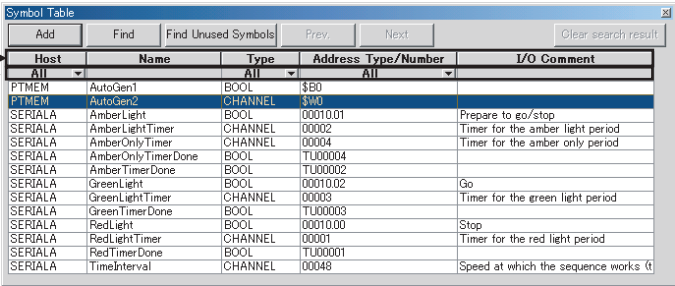 Symbol Table
Add Find Find Unused Symbols Prev. Next Clear search result
Host Name Type Address Type/Number I/O Comment
All All All
PTMEM AutoGen1 BOOL $B0
PTMEM AutoGen2 CHANNEL $W0
SERIALA AmberLight BOOL 00010.01 Prepare to go/stop
SERIALA AmberLightTimer CHANNEL 00002 Timer for the amber light period
SERIALA AmberOnlyTimer CHANNEL 00004 Timer for the amber only period
SERIALA AmberOnlyTimerDone BOOL TU00004
SERIALA AmberTimerDone BOOL TU00002
SERIALA GreenLight BOOL 00010.02 Go
SERIALA GreenLightTimer CHANNEL 00003 Timer for the green light period
SERIALA GreenTimerDone BOOL TU00003
SERIALA RedLight BOOL 00010.00 Stop
SERIALA RedLightTimer CHANNEL 00001 Timer for the red light period
SERIALA RedTimerDone BOOL TU00001
SERIALA TimeInterval CHANNEL 00048 Speed at which the sequence works (t